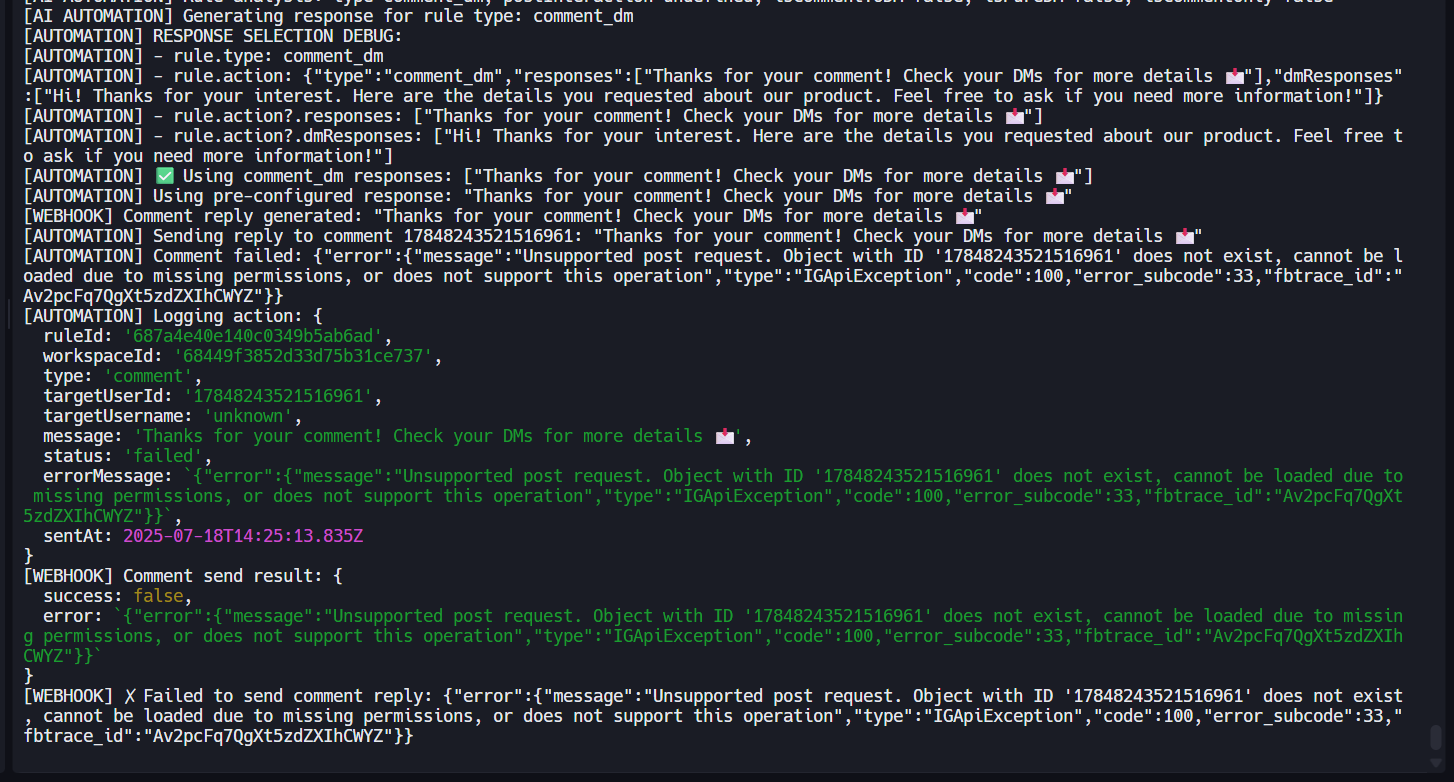 [AI AUTOMATION] Generating response for rule type: comment_dm
[AUTOMATION] RESPONSE SELECTION DEBUG:
[AUTOMATION] - rule.type: comment_dm
[AUTOMATION] - rule.action: {"type":"comment_dm","responses":["Thanks for your comment! Check your DMs for more details 📩"],"dmResponses"
:["Hi! Thanks for your interest. Here are the details you requested about our product. Feel free to ask if you need more information!"]}
[AUTOMATION] - rule.action?.responses: ["Thanks for your comment! Check your DMs for more details 📩"]
[AUTOMATION] - rule.action?.dmResponses: ["Hi! Thanks for your interest. Here are the details you requested about our product. Feel free t
o ask if you need more information!"]
[AUTOMATION] ✅ Using comment_dm responses: ["Thanks for your comment! Check your DMs for more details 📩"]
[AUTOMATION] Using pre-configured response: "Thanks for your comment! Check your DMs for more details 📩"
[WEBHOOK] Comment reply generated: "Thanks for your comment! Check your DMs for more details 📩"
[AUTOMATION] Sending reply to comment 17848243521516961: "Thanks for your comment! Check your DMs for more details 📩"
[AUTOMATION] Comment failed: {"error":{"message":"Unsupported post request. Object with ID '17848243521516961' does not exist, cannot be l
oaded due to missing permissions, or does not support this operation","type":"IGApiException","code":100,"error_subcode":33,"fbtrace_id":"
Av2pcFq7QgXt5zdZXIhCWYZ"}}
[AUTOMATION] Logging action: {
ruleId: '687a4e40e140c0349b5ab6ad',
workspaceId: '68449f3852d33d75b31ce737',
type: 'comment',
targetUserId: '17848243521516961',
targetUsername: 'unknown',
message: 'Thanks for your comment! Check your DMs for more details 📩',
status: 'failed',
errorMessage: `{"error":{"message":"Unsupported post request. Object with ID '17848243521516961' does not exist, cannot be loaded due to
missing permissions, or does not support this operation","type":"IGApiException","code":100,"error_subcode":33,"fbtrace_id":"Av2pcFq7QgXt
5zdZXIhCWYZ"}}`,
sentAt: 2025-07-18T14:25:13.835Z
}
[WEBHOOK] Comment send result: {
success: false,
error: `{"error":{"message":"Unsupported post request. Object with ID '17848243521516961' does not exist, cannot be loaded due to missin
g permissions, or does not support this operation","type":"IGApiException","code":100,"error_subcode":33,"fbtrace_id":"Av2pcFq7QgXt5zdZXIh
CWYZ"}}`
}
[WEBHOOK] ✗ Failed to send comment reply: {"error":{"message":"Unsupported post request. Object with ID '17848243521516961' does not exist
, cannot be loaded due to missing permissions, or does not support this operation","type":"IGApiException","code":100,"error_subcode":33,"
fbtrace_id":"Av2pcFq7QgXt5zdZXIhCWYZ"}}